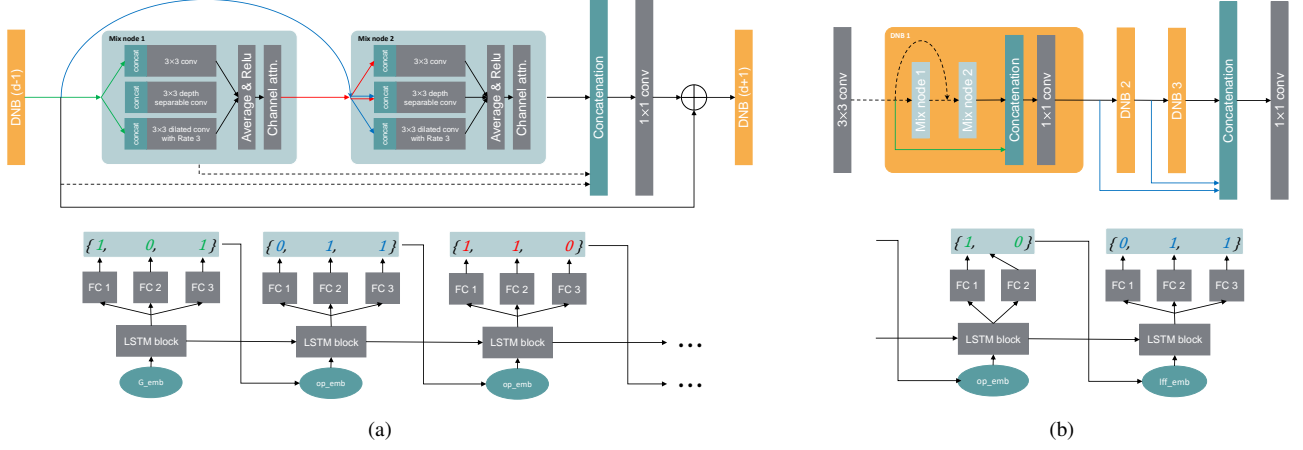 DNB (d-1)
Mix node 1
concat
3×3 conv
concat
3×3 depth
separable conv
concat
3×3 dilated conv
with Rate 3
Average & Relu
Channel attn.
Mix node 2
concat
3×3 conv
concat
3×3 depth
separable conv
concat
3×3 dilated conv
with Rate 3
Average & Relu
Channel attn.
Concatenation
1×1 conv
DNB (d+1)
{1, 0, 1}
{0, 1, 1}
{1, 1, 0}
FC 1
FC 2
FC 3
FC 1
FC 2
FC 3
FC 1
FC 2
FC 3
LSTM block
LSTM block
LSTM block
...
G_emb
op_emb
op_emb
...
(a)
3×3 conv
DNB 1
Mix node 1
Mix node 2
Concatenation
1×1 conv
DNB 2
DNB 3
Concatenation
1×1 conv
{1, 0}
{0, 1, 1}
FC 1
FC 2
FC 1
FC 2
FC 3
LSTM block
LSTM block
op_emb
lff_emb
(b)